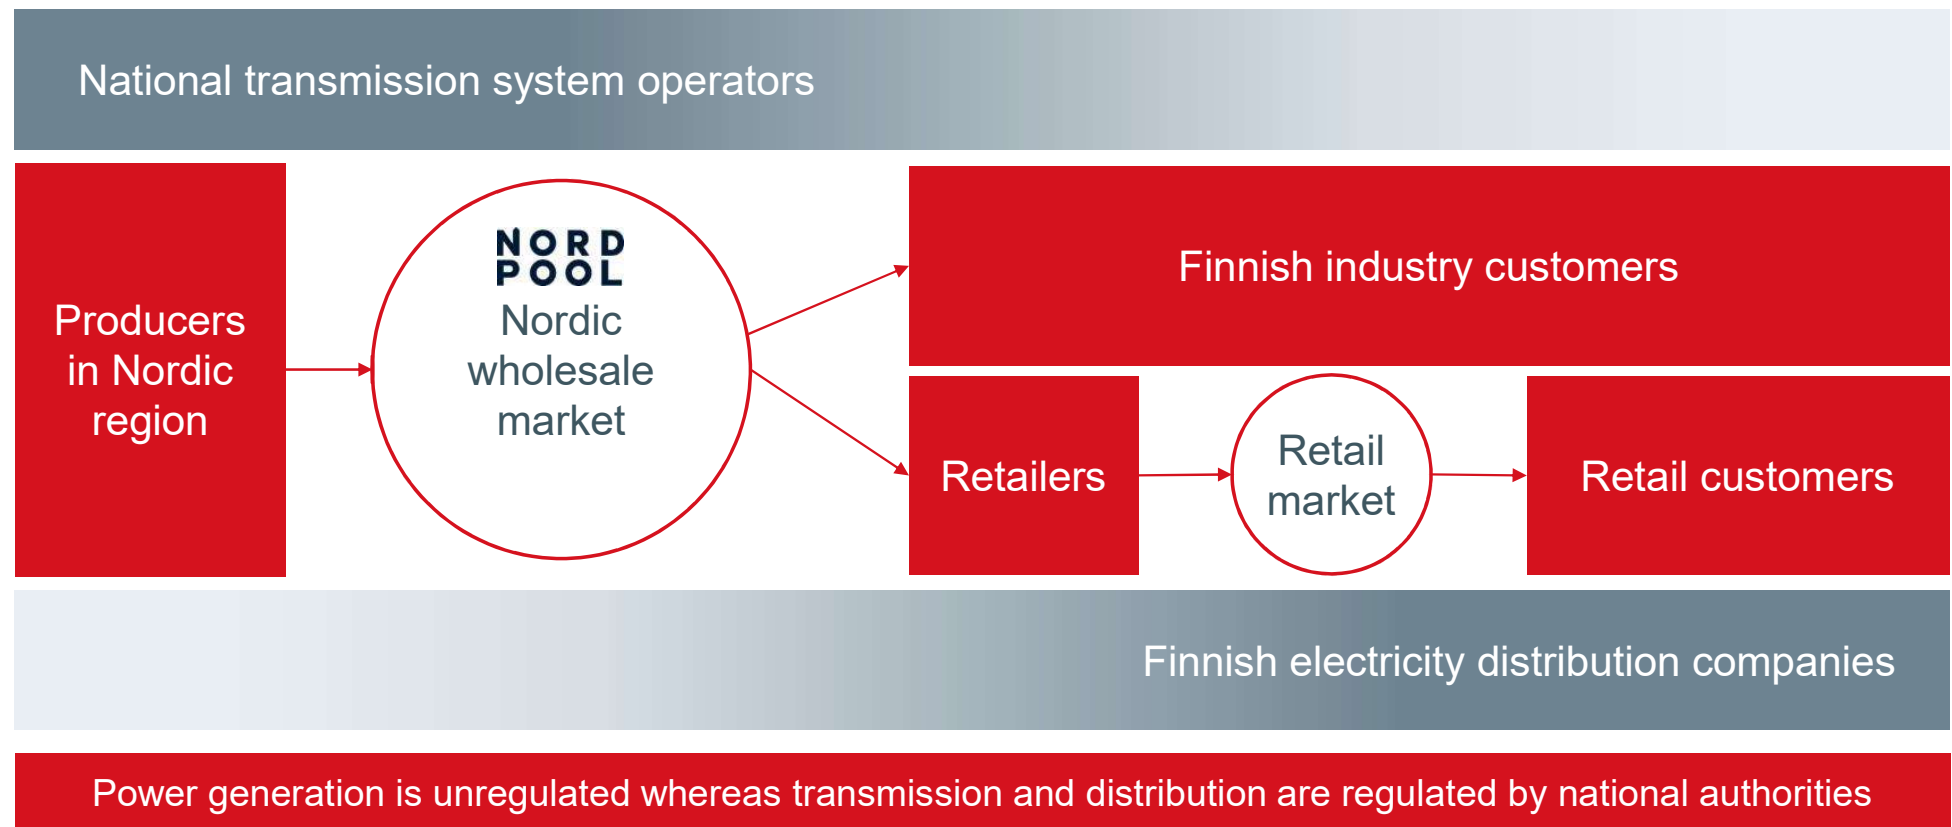 National transmission system operators
Producers
in Nordic
region
NORD
POOL
Nordic
wholesale
market
Finnish industry customers
Retailers
Retail
market
Retail customers
Finnish electricity distribution companies
Power generation is unregulated whereas transmission and distribution are regulated by national authorities